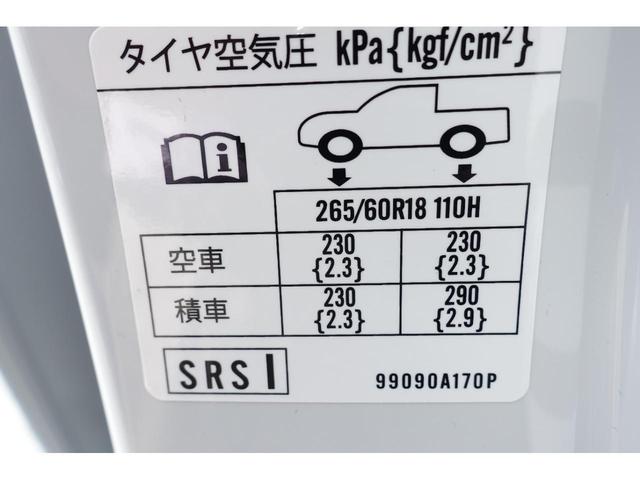 タイヤ空気圧 kPa{kgf/cm²}
i
265/60R18 110H
空車 230 {2.3} 230 {2.3}
積車 230 {2.3} 290 {2.9}
SRS I 99090A170P